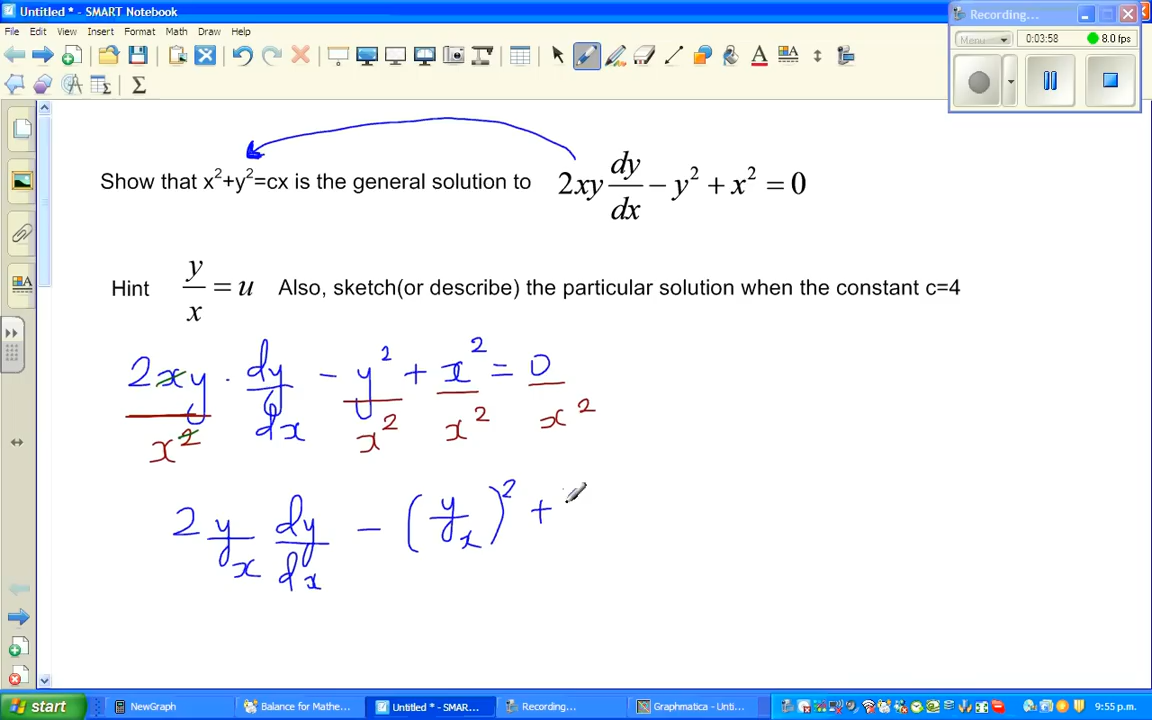 Untitled * - SMART Notebook
Recording...
File Edit View Insert Format Math Draw Help
Menu 0:03:58 8.0 fps
Show that x²+y²=cx is the general solution to 2xy dy/dx − y² + x² = 0
Hint y/x = u Also, sketch(or describe) the particular solution when the constant c=4
2xy/x² · dy/dx − y²/x² + x²/x² = 0/x²
2 y/x dy/dx − (y/x)² +
start NewGraph Balance for Mathe... Untitled * - SMAR... Recording... Graphmatica - Unti... 9:55 p.m.